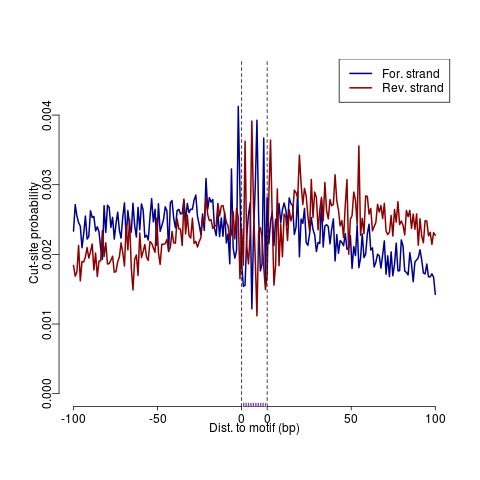 For. strand
Rev. strand
Cut-site probability
0.004
0.003
0.002
0.001
0.000
-100 -50 0 0 50 100
Dist. to motif (bp)